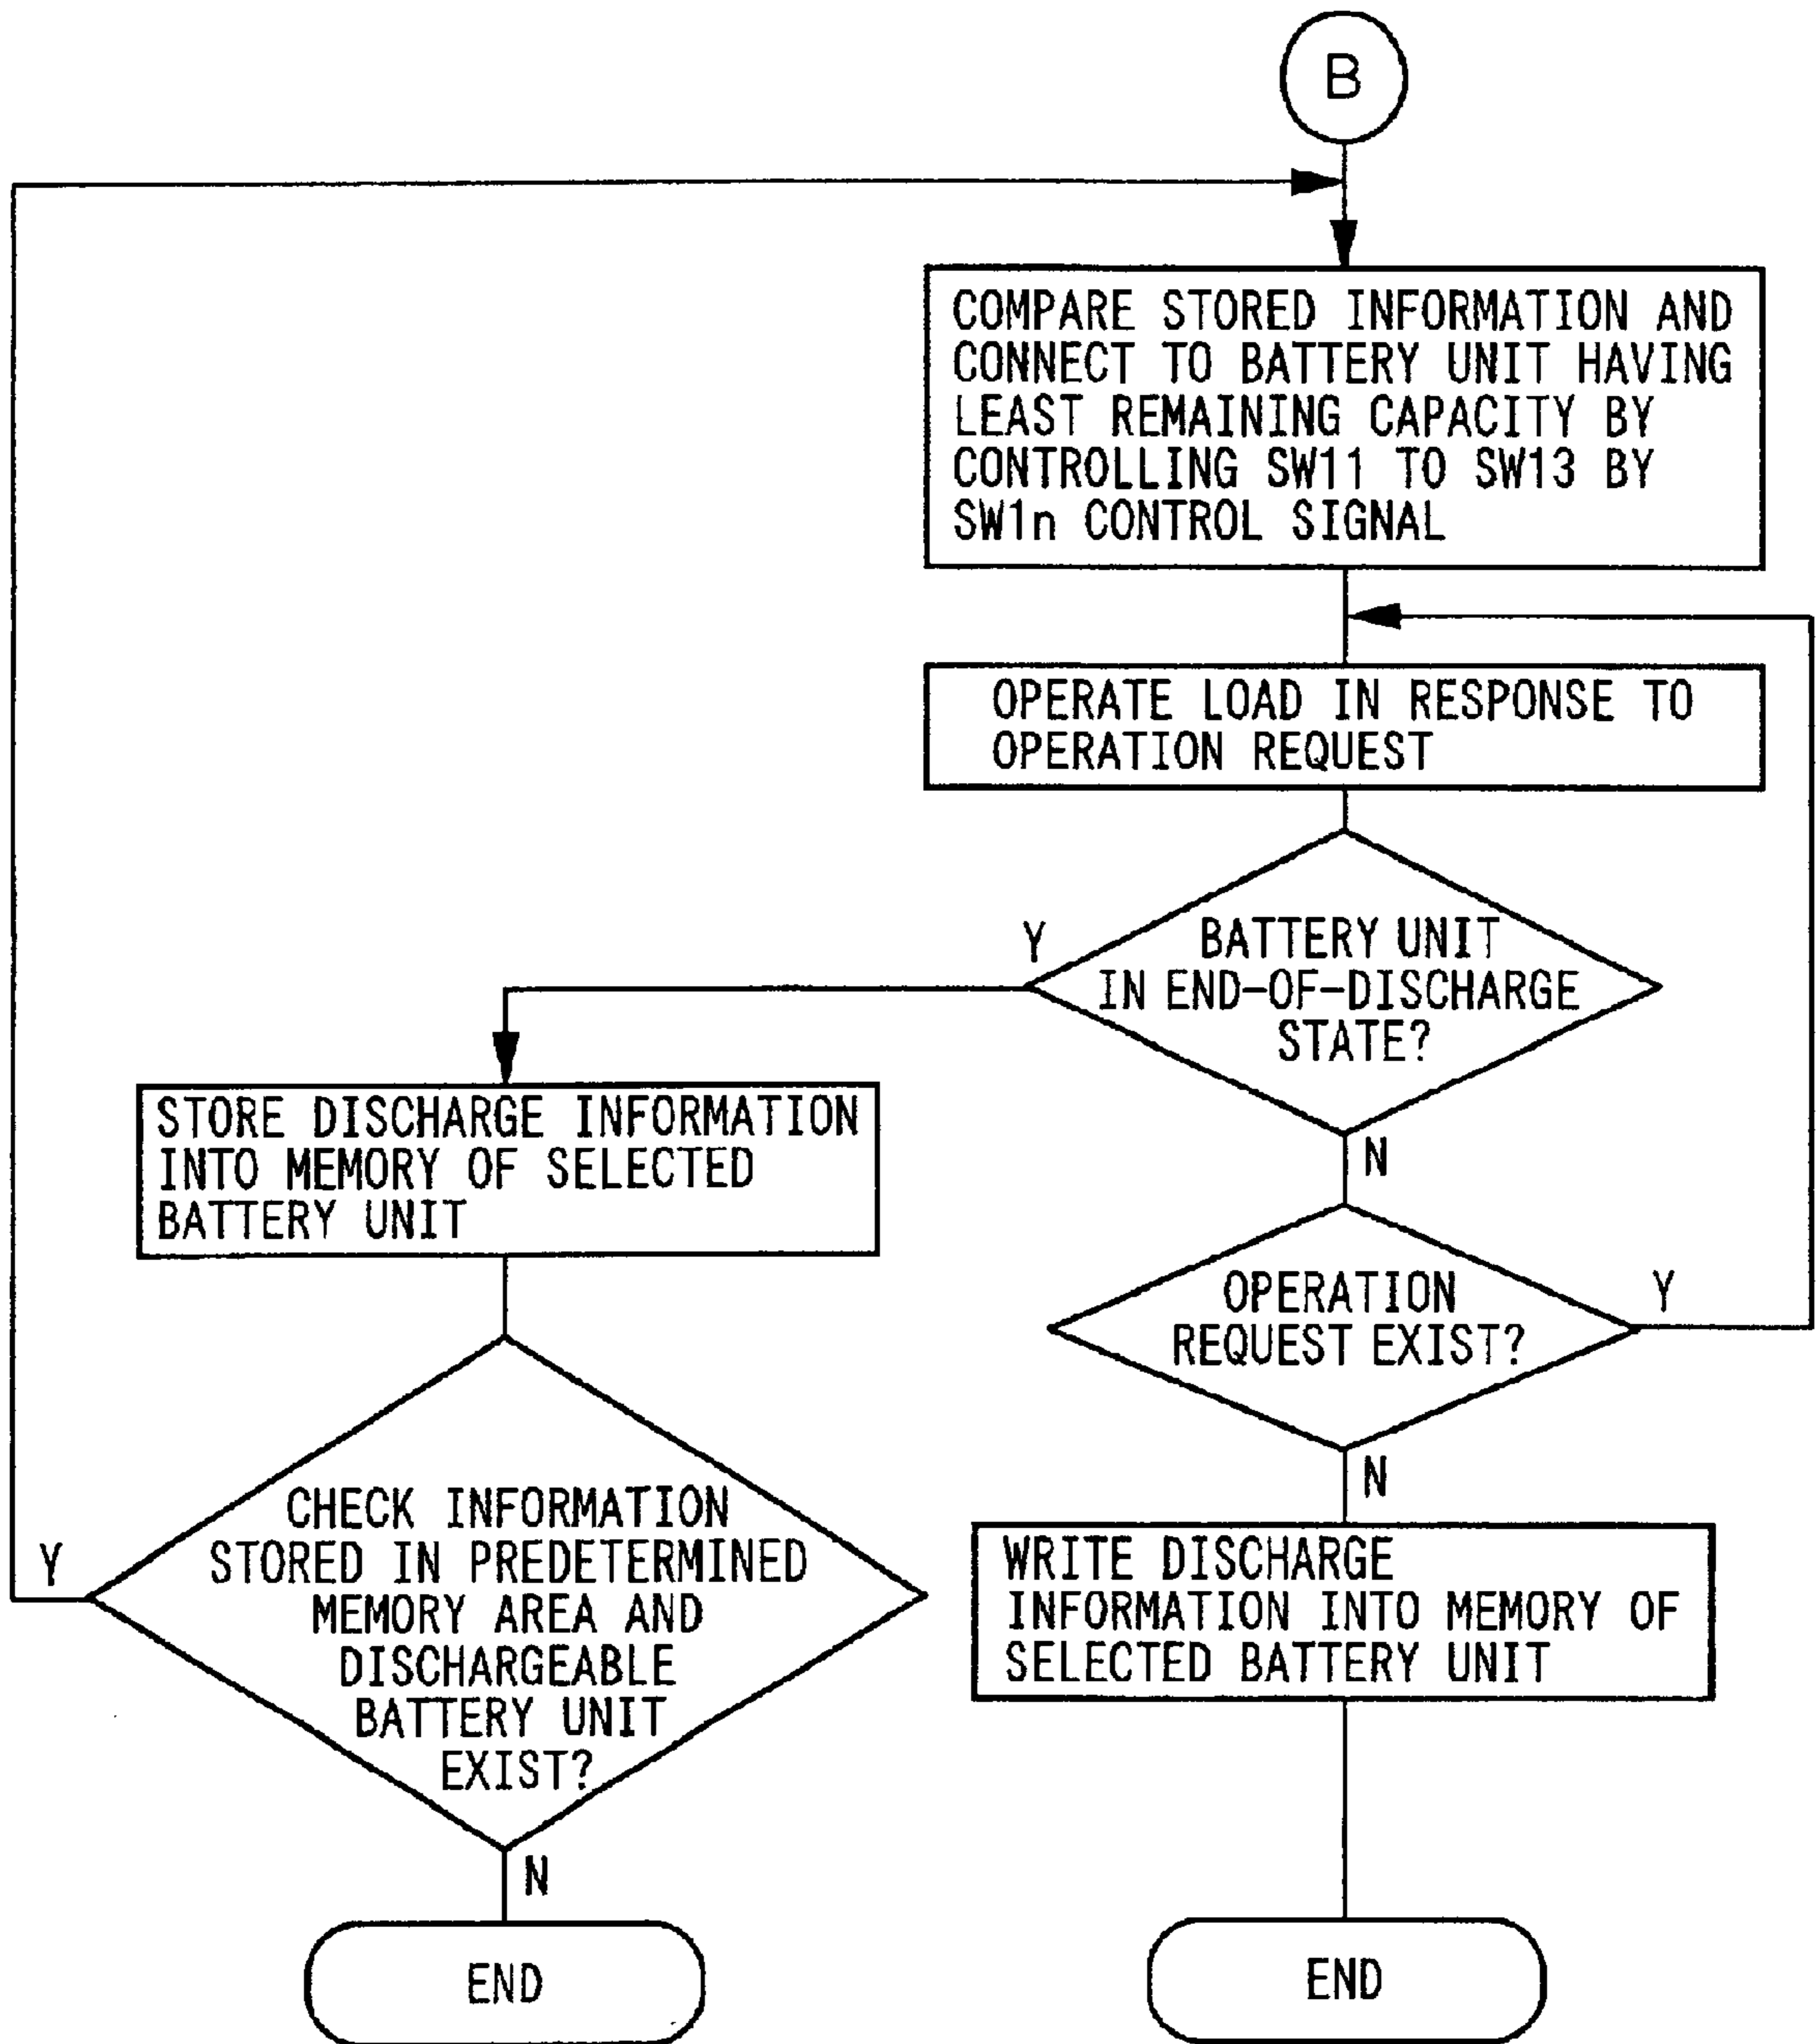 B
COMPARE STORED INFORMATION AND
CONNECT TO BATTERY UNIT HAVING
LEAST REMAINING CAPACITY BY
CONTROLLING SW11 TO SW13 BY
SW1n CONTROL SIGNAL
OPERATE LOAD IN RESPONSE TO
OPERATION REQUEST
BATTERY UNIT
IN END-OF-DISCHARGE
STATE?
Y
N
STORE DISCHARGE INFORMATION
INTO MEMORY OF SELECTED
BATTERY UNIT
OPERATION
REQUEST EXIST?
Y
N
CHECK INFORMATION
STORED IN PREDETERMINED
MEMORY AREA AND
DISCHARGEABLE
BATTERY UNIT
EXIST?
Y
N
WRITE DISCHARGE
INFORMATION INTO MEMORY OF
SELECTED BATTERY UNIT
END
END